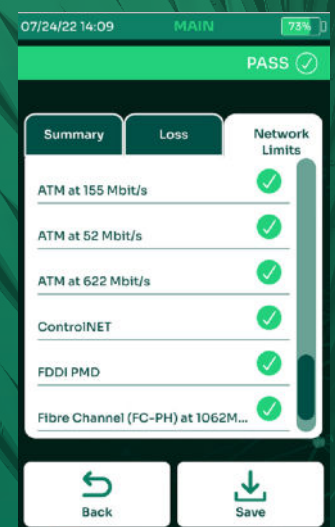 07/24/22 14:09 MAIN 73%
PASS
Summary Loss Network
Limits
ATM at 155 Mbit/s
ATM at 52 Mbit/s
ATM at 622 Mbit/s
ControlNET
FDDI PMD
Fibre Channel (FC-PH) at 1062M...
Back Save